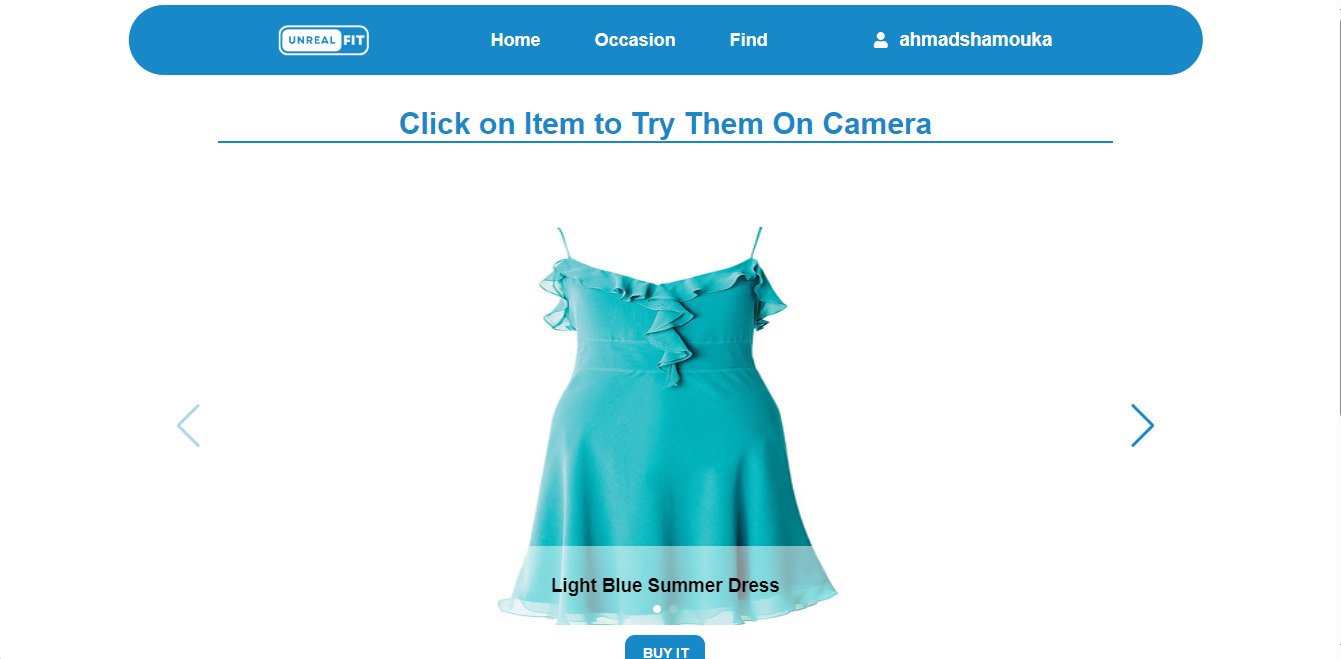 UNREAL FIT
Home
Occasion
Find
ahmadshamouka
Click on Item to Try Them On Camera
Light Blue Summer Dress
BUY IT